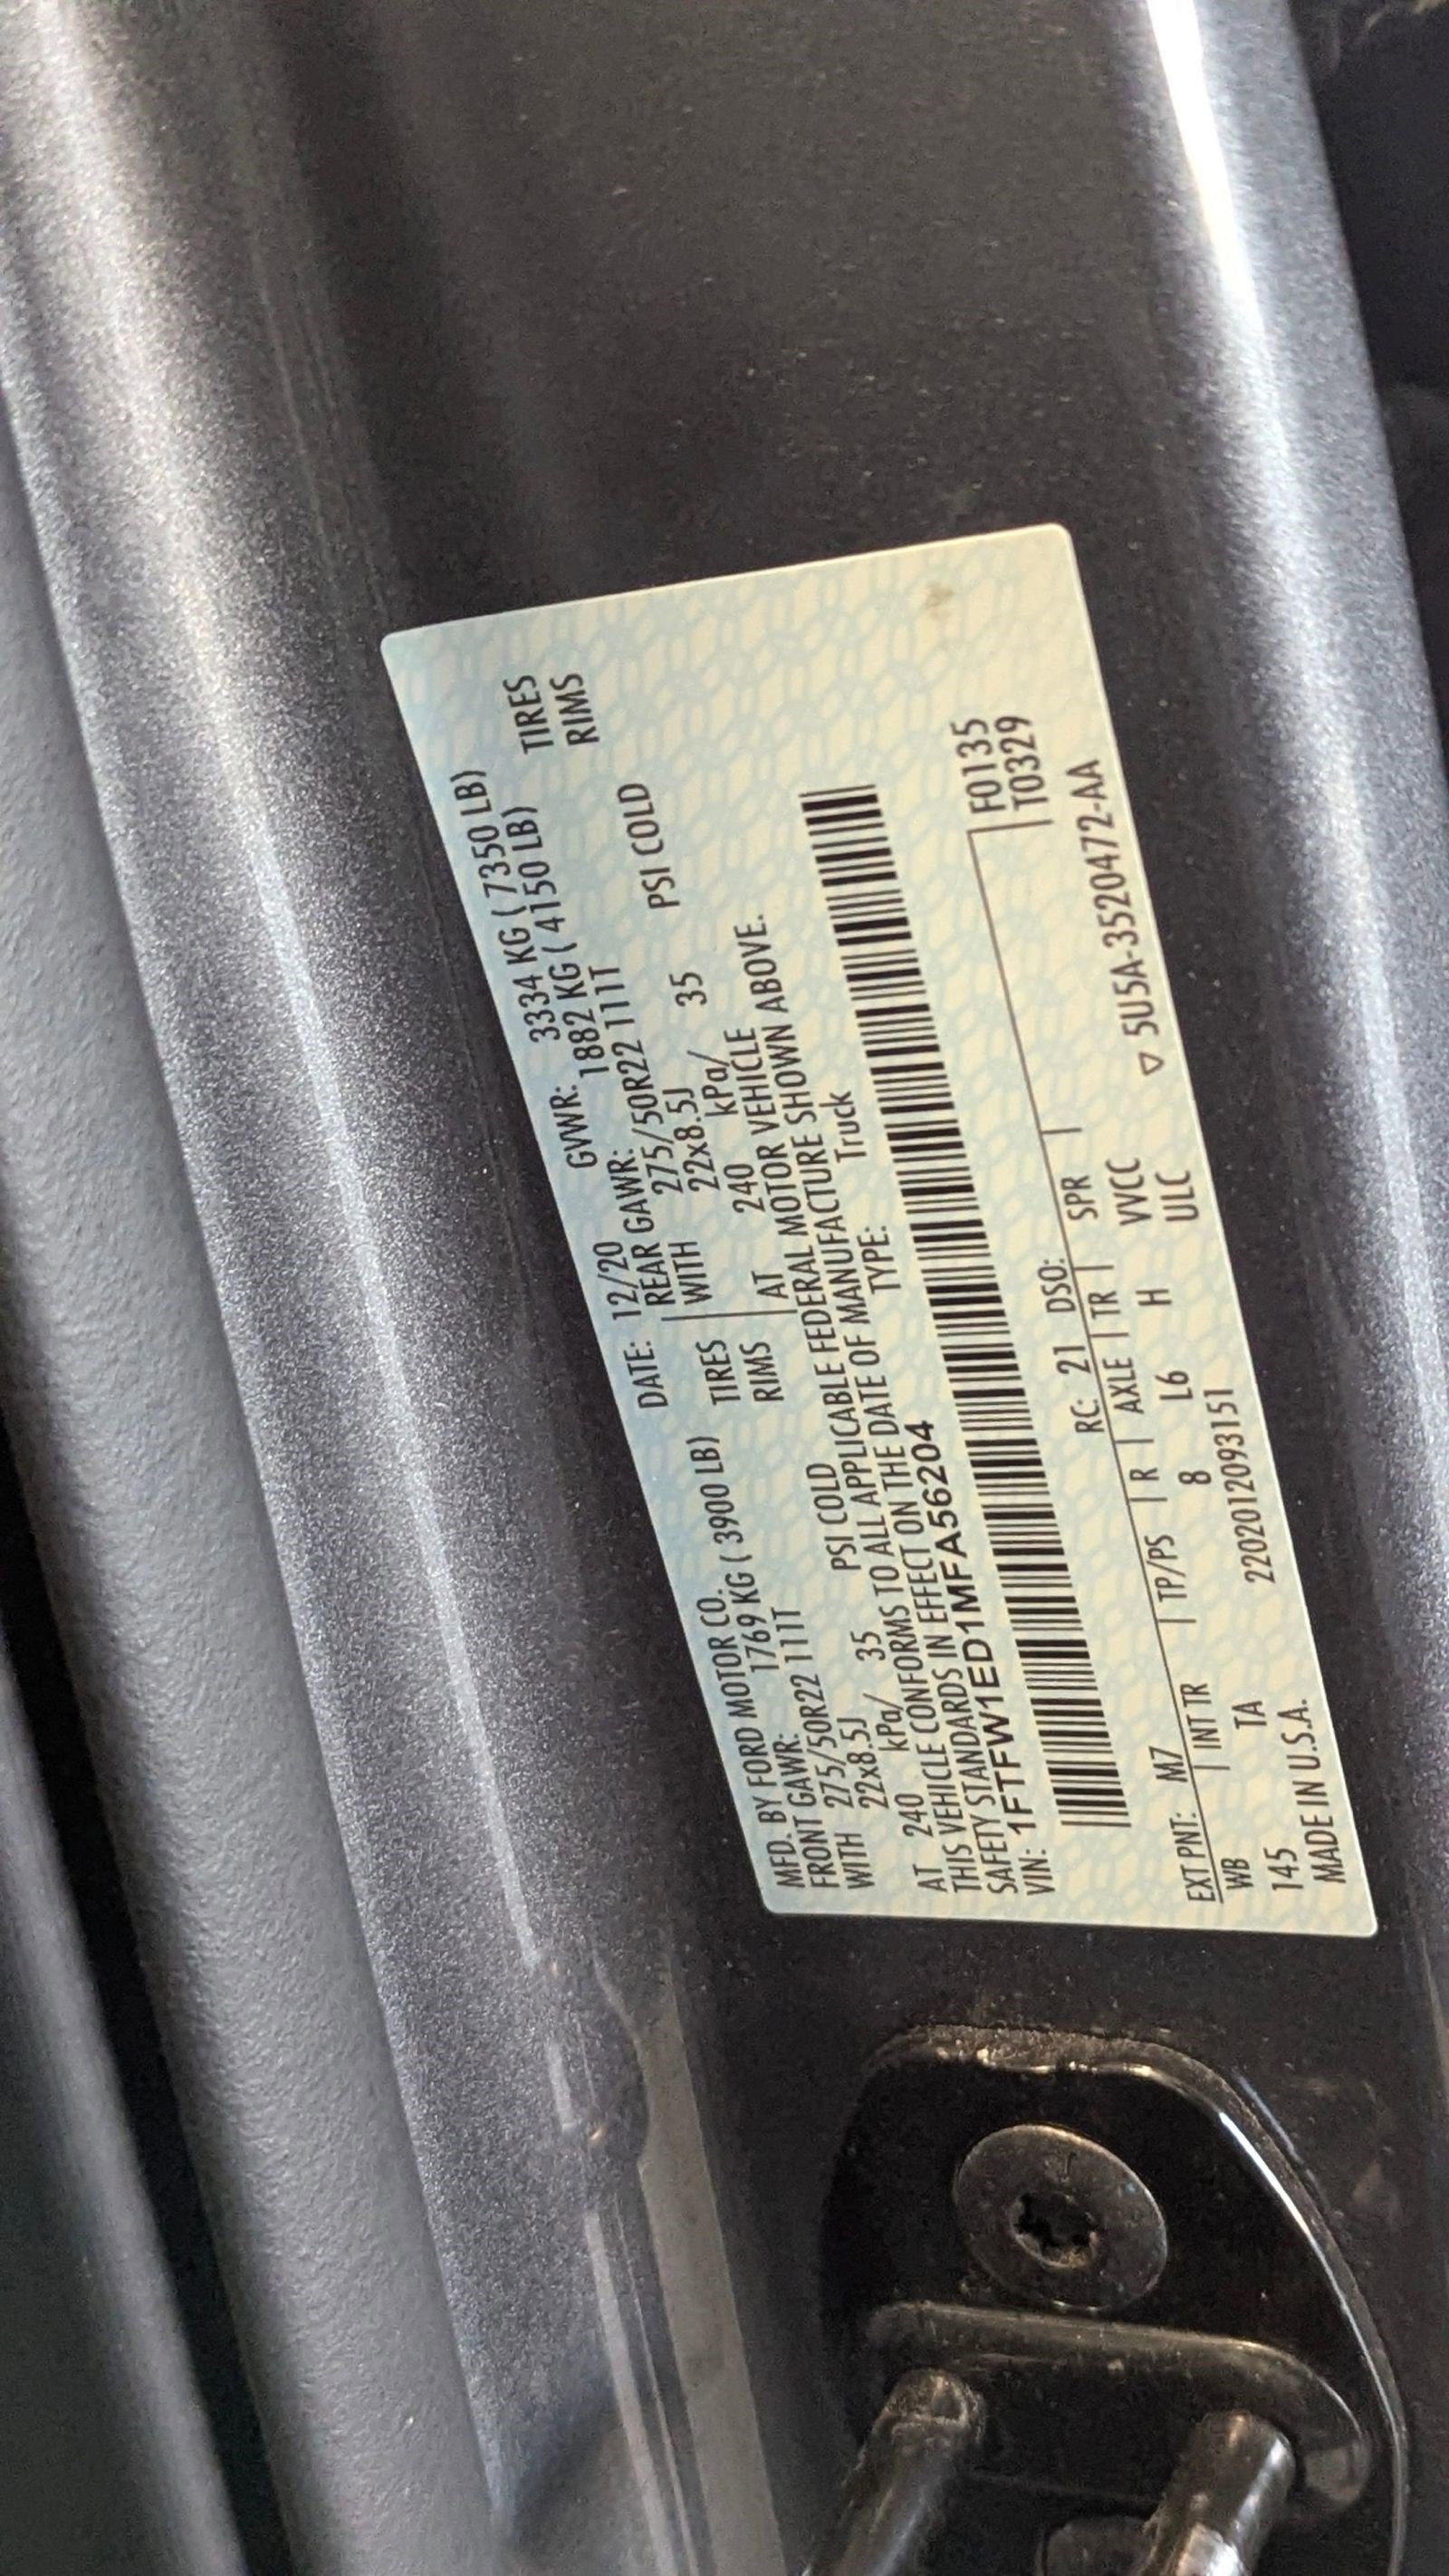 MFD. BY FORD MOTOR CO. DATE: 12/20 GVWR: 3334 KG ( 7350 LB)
FRONT GAWR: 1769 KG ( 3900 LB) REAR GAWR: 1882 KG ( 4150 LB)
275/50R22 111T TIRES 275/50R22 111T TIRES
WITH 22x8.5J RIMS WITH 22x8.5J RIMS
AT 240 kPa/ 35 PSI COLD AT 240 kPa/ 35 PSI COLD
THIS VEHICLE CONFORMS TO ALL APPLICABLE FEDERAL MOTOR VEHICLE
SAFETY STANDARDS IN EFFECT ON THE DATE OF MANUFACTURE SHOWN ABOVE.
VIN: 1FTFW1ED1MFA56204 TYPE: Truck
F0135
T0329
EXT PNT: M7 RC: 21 DSO:
WB INT TR TP/PS R AXLE TR SPR
145 TA 8 L6 H VVCC
ULC
MADE IN U.S.A. 2202012093151
▽ 5U5A-3520472-AA